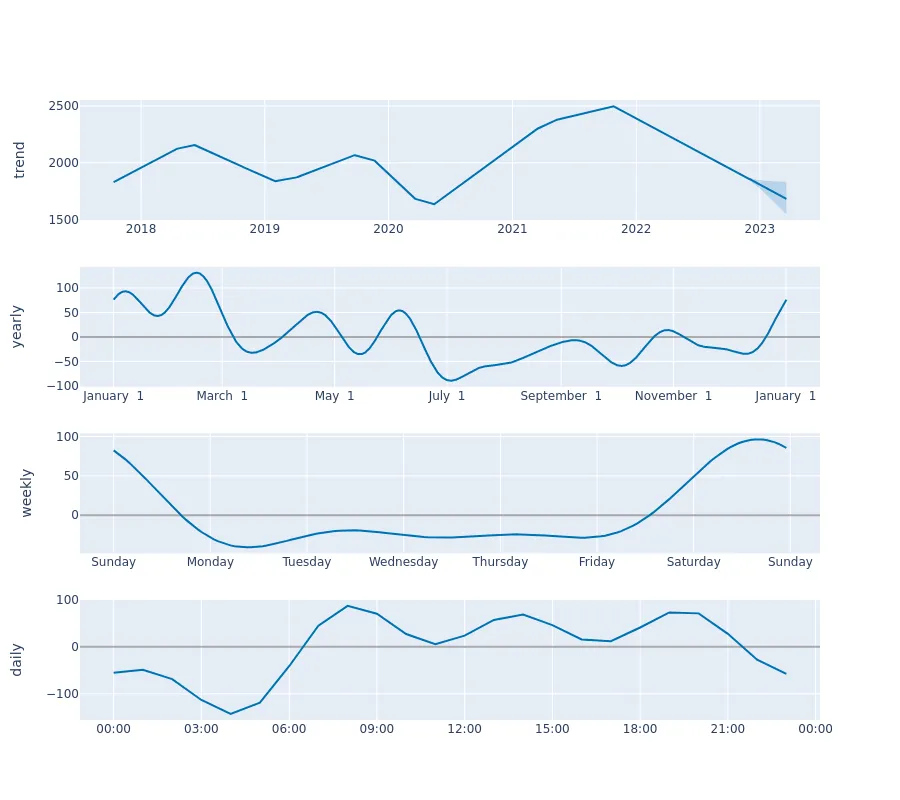 trend
2500
2000
1500
2018 2019 2020 2021 2022 2023
yearly
100
50
0
−50
−100
January 1 March 1 May 1 July 1 September 1 November 1 January 1
weekly
100
50
0
Sunday Monday Tuesday Wednesday Thursday Friday Saturday Sunday
daily
100
0
−100
00:00 03:00 06:00 09:00 12:00 15:00 18:00 21:00 00:00